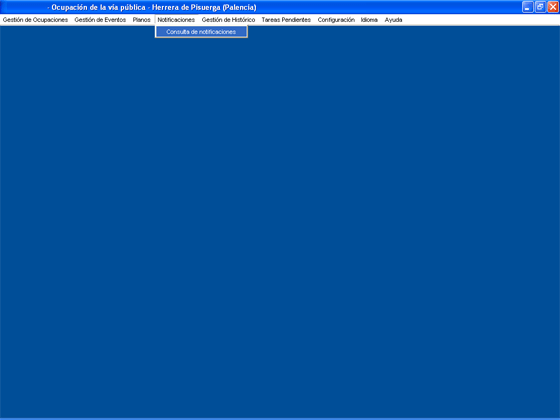 - Ocupación de la vía pública - Herrera de Pisuerga (Palencia)
Gestión de Ocupaciones Gestión de Eventos Planos Notificaciones Gestión de Histórico Tareas Pendientes Configuración Idioma Ayuda
Consulta de notificaciones